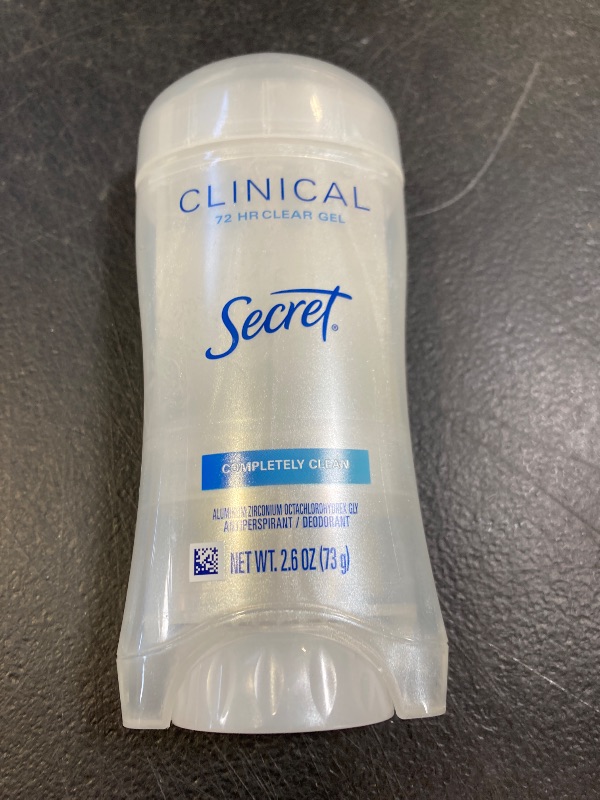 CLINICAL
72 HR CLEAR GEL
Secret®
COMPLETELY CLEAN
ALUMINUM ZIRCONIUM OCTACHLOROHYDREX GLY
ANTIPERSPIRANT / DEODORANT
NET WT. 2.6 OZ (73 g)